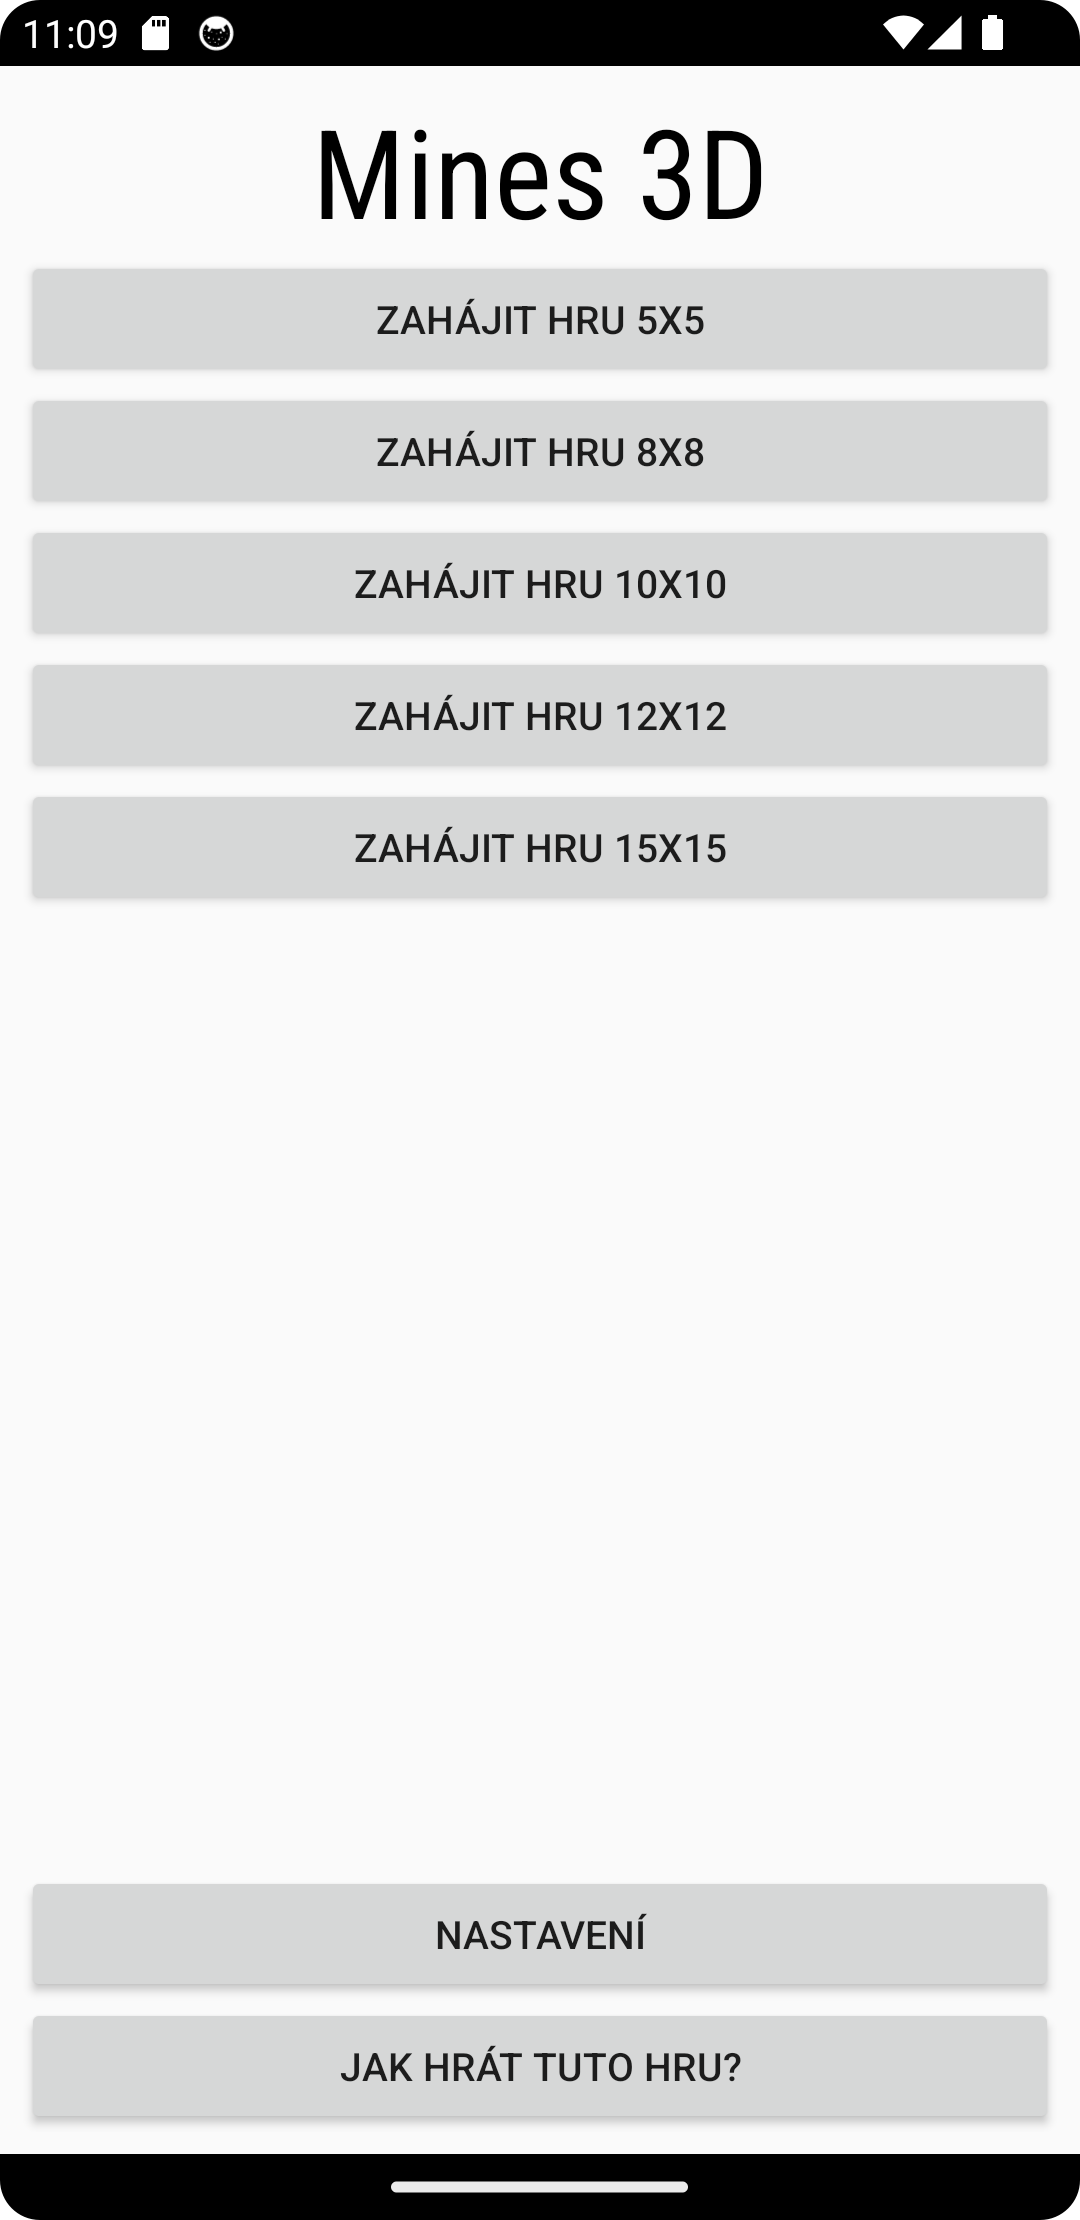 11:09
Mines 3D
ZAHÁJIT HRU 5X5
ZAHÁJIT HRU 8X8
ZAHÁJIT HRU 10X10
ZAHÁJIT HRU 12X12
ZAHÁJIT HRU 15X15
NASTAVENÍ
JAK HRÁT TUTO HRU?